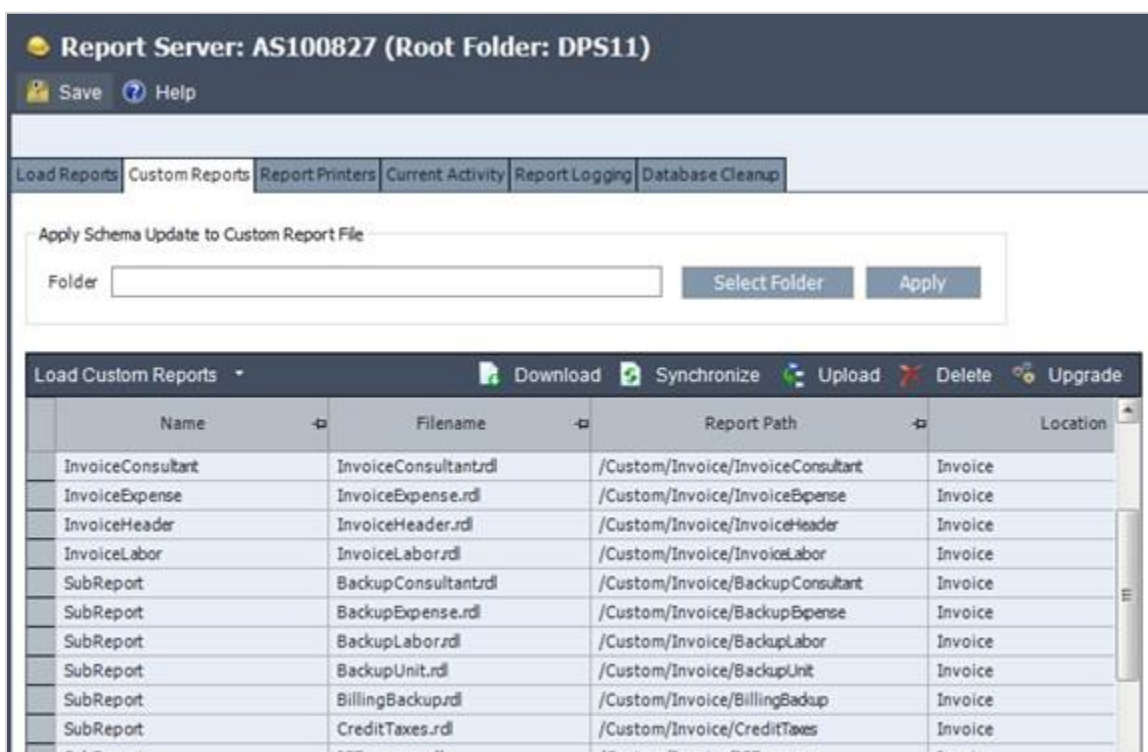 Report Server: AS100827 (Root Folder: DPS11)
Save Help
Load Reports Custom Reports Report Printers Current Activity Report Logging Database Cleanup
Apply Schema Update to Custom Report File
Folder Select Folder Apply
Load Custom Reports Download Synchronize Upload Delete Upgrade
Name Filename Report Path Location
InvoiceConsultant InvoiceConsultant.rdl /Custom/Invoice/InvoiceConsultant Invoice
InvoiceExpense InvoiceExpense.rdl /Custom/Invoice/InvoiceExpense Invoice
InvoiceHeader InvoiceHeader.rdl /Custom/Invoice/InvoiceHeader Invoice
InvoiceLabor InvoiceLabor.rdl /Custom/Invoice/InvoiceLabor Invoice
SubReport BackupConsultant.rdl /Custom/Invoice/BackupConsultant Invoice
SubReport BackupExpense.rdl /Custom/Invoice/BackupExpense Invoice
SubReport BackupLabor.rdl /Custom/Invoice/BackupLabor Invoice
SubReport BackupUnit.rdl /Custom/Invoice/BackupUnit Invoice
SubReport BillingBackup.rdl /Custom/Invoice/BillingBackup Invoice
SubReport CreditTaxes.rdl /Custom/Invoice/CreditTaxes Invoice